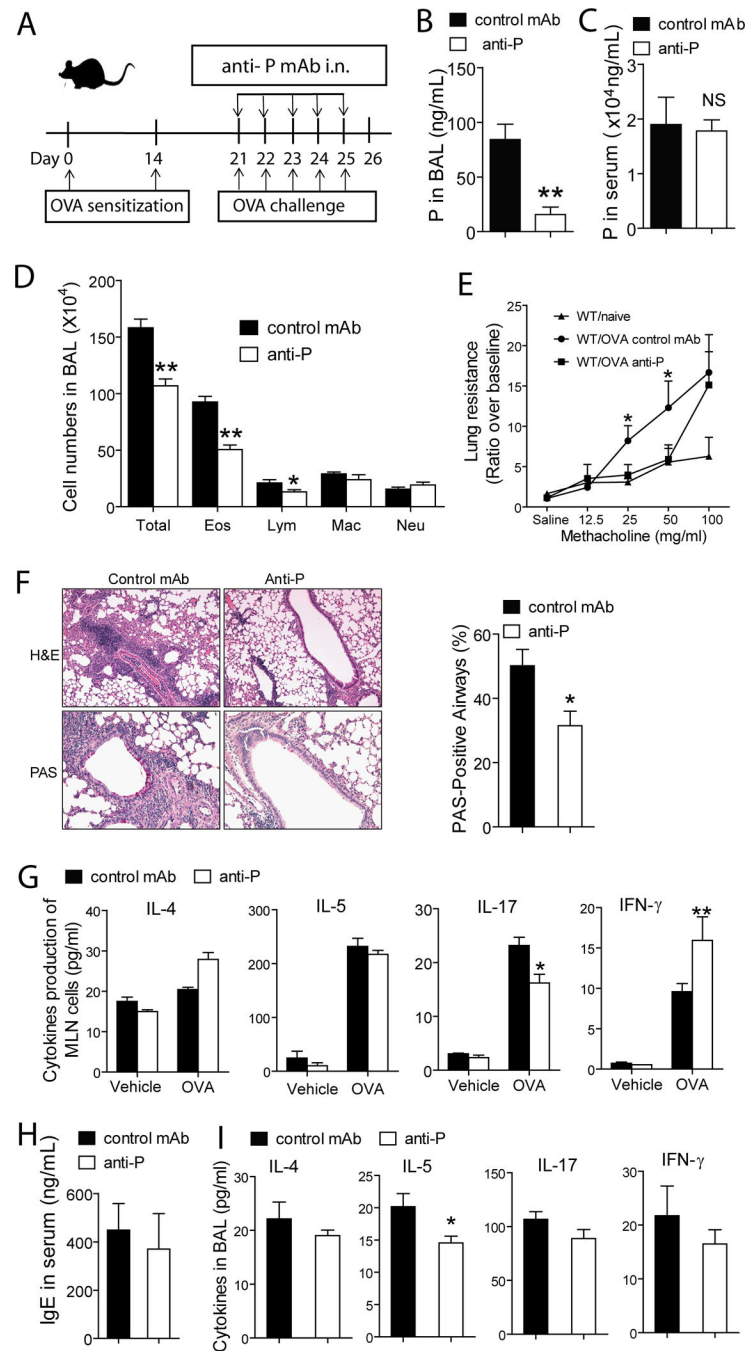 A
anti- P mAb i.n.
Day 0 14 21 22 23 24 25 26
OVA sensitization OVA challenge
B
control mAb
anti-P
P in BAL (ng/mL)
150
100
50
0
**
C
control mAb
anti-P
P in serum (x10⁴ng/mL)
3
2
1
0
NS
D
Cell numbers in BAL (X10⁴)
200
150
100
50
0
control mAb
anti-P
** ** *
Total Eos Lym Mac Neu
E
Lung resistance
(Ratio over baseline)
25
20
15
10
5
0
WT/naive
WT/OVA control mAb
WT/OVA anti-P
* *
Saline 12.5 25 50 100
Methacholine (mg/ml)
F
Control mAb Anti-P
H&E
PAS
control mAb
anti-P
PAS-Positive Airways (%)
60
40
20
0
*
G
control mAb anti-P
Cytokines production of
MLN cells (pg/ml)
IL-4
40
30
20
10
0
Vehicle OVA
IL-5
300
200
100
0
Vehicle OVA
IL-17
30
20
10
0
*
Vehicle OVA
IFN-γ
20
15
10
5
0
**
Vehicle OVA
H
control mAb
anti-P
IgE in serum (ng/mL)
600
400
200
0
I
control mAb anti-P
Cytokines in BAL (pg/ml)
IL-4
30
20
10
0
IL-5
25
20
15
10
5
0
*
IL-17
150
100
50
0
IFN-γ
30
20
10
0